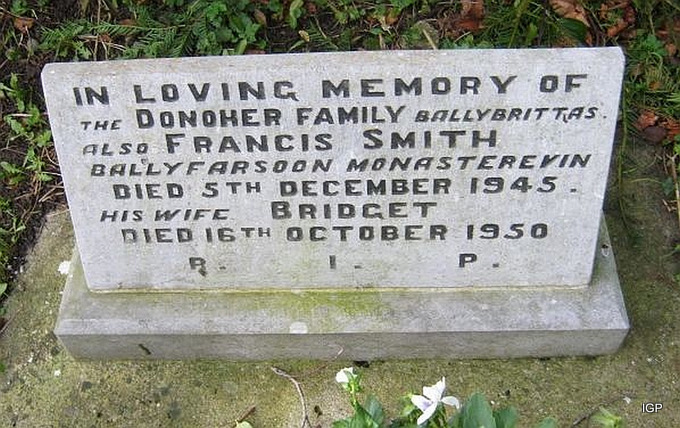 IN LOVING MEMORY OF
THE DONOHER FAMILY BALLYBRITTAS.
ALSO FRANCIS SMITH
BALLYFARSOON MONASTEREVIN
DIED 5TH DECEMBER 1945.
HIS WIFE BRIDGET
DIED 16TH OCTOBER 1950
R. I. P.
IGP